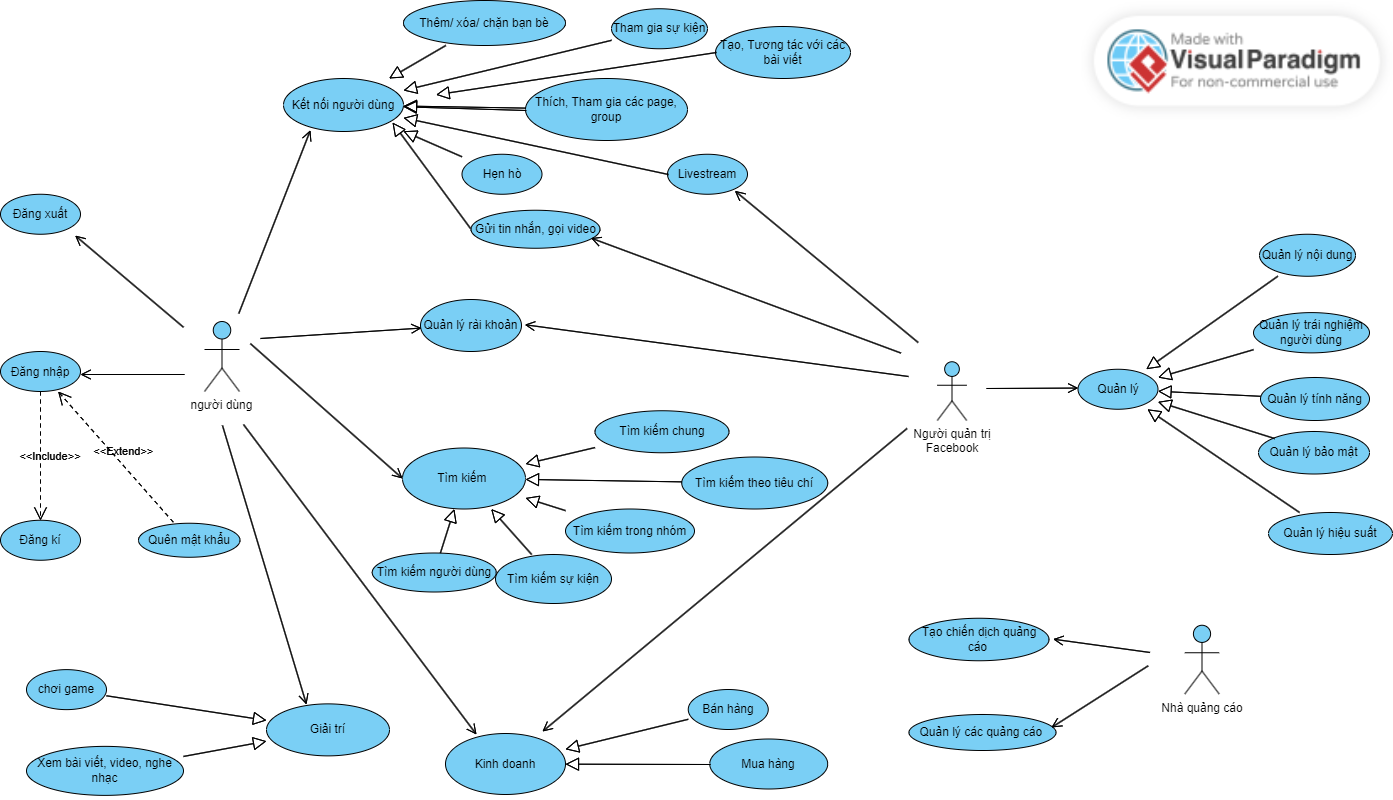 Thêm/ xóa/ chặn bạn bè
Tham gia sự kiện
Tạo, Tương tác với các
bài viết
Made with
VisualParadigm
For non-commercial use
Kết nối người dùng
Thích, Tham gia các page,
group
Hẹn hò
Livestream
Đăng xuất
Gửi tin nhắn, gọi video
Quản lý nội dung
Quản lý rài khoản
Quản lý trái nghiệm
người dùng
Đăng nhập
Quản lý
người dùng
Quản lý tính năng
Người quản trị
Facebook
Tìm kiếm chung
<<Include>>
<<Extend>>
Quản lý bảo mật
Tìm kiếm
Tìm kiếm theo tiêu chí
Đăng kí
Quên mật khẩu
Tìm kiếm trong nhóm
Quản lý hiệu suất
Tìm kiếm người dùng
Tìm kiếm sự kiện
Tạo chiến dịch quảng
cáo
chơi game
Bán hàng
Nhà quảng cáo
Giải trí
Quản lý các quảng cáo
Xem bài viết, video, nghe
nhạc
Kinh doanh
Mua hàng